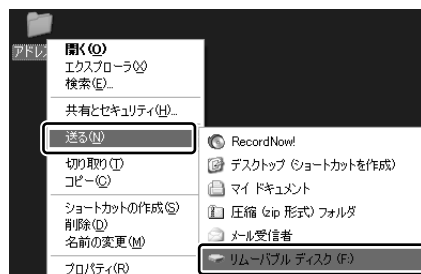 アドレ
開く(O)
エクスプローラ(X)
検索(E)...
共有とセキュリティ(H)...
送る(N)
切り取り(T)
コピー(C)
ショートカットの作成(S)
削除(D)
名前の変更(M)
プロパティ(R)
RecordNow!
デスクトップ (ショートカットを作成)
マイ ドキュメント
圧縮 (zip 形式) フォルダ
メール受信者
リムーバブル ディスク (F:)